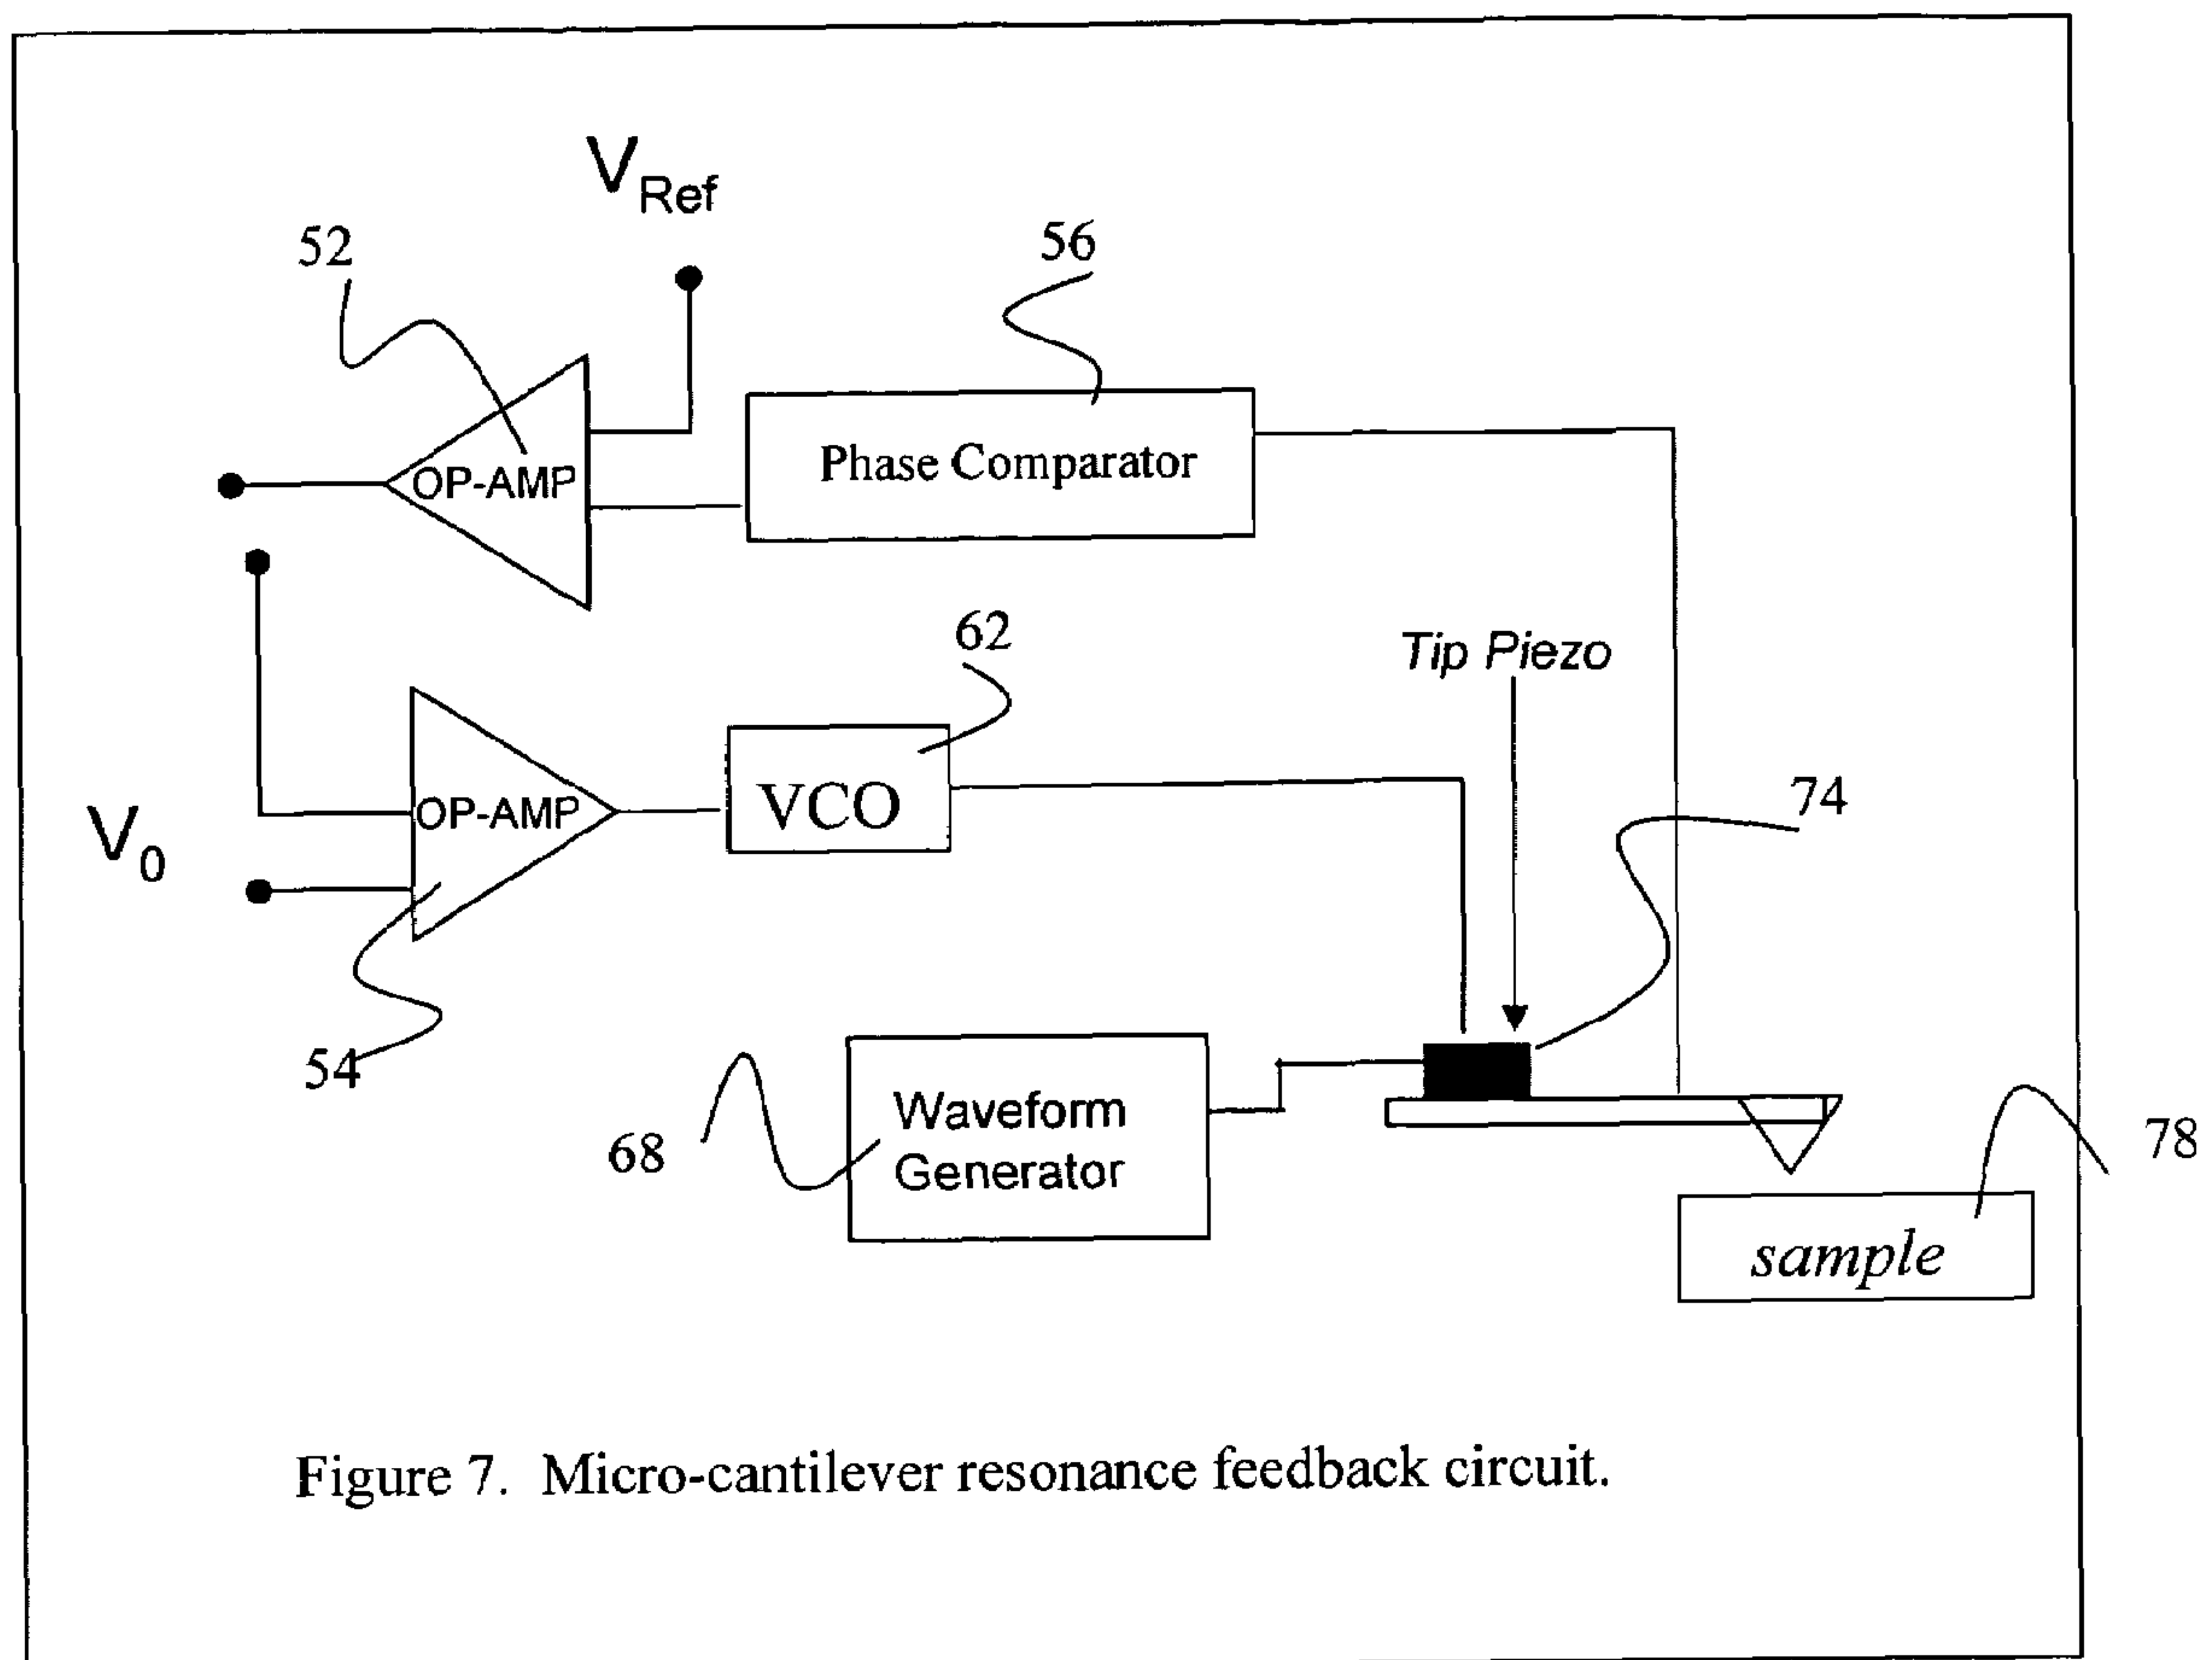 V Ref
52
56
OP-AMP
Phase Comparator
62
Tip Piezo
74
OP-AMP
VCO
V 0
54
68
Waveform
Generator
78
sample
Figure 7. Micro-cantilever resonance feedback circuit.